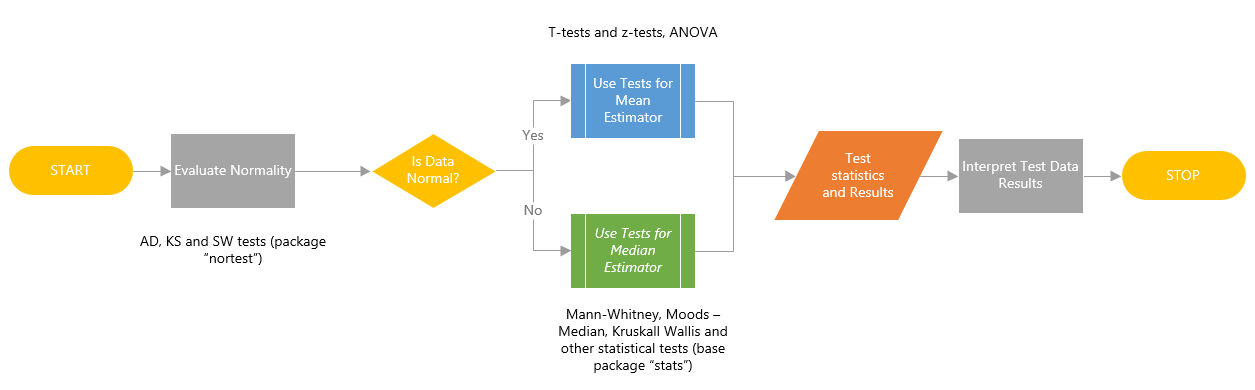 T-tests and z-tests, ANOVA
START
Evaluate Normality
AD, KS and SW tests (package
“nortest”)
Is Data
Normal?
Yes
No
Use Tests for
Mean
Estimator
Use Tests for
Median
Estimator
Mann-Whitney, Moods –
Median, Kruskall Wallis and
other statistical tests (base
package “stats”)
Test
statistics
and Results
Interpret Test Data
Results
STOP